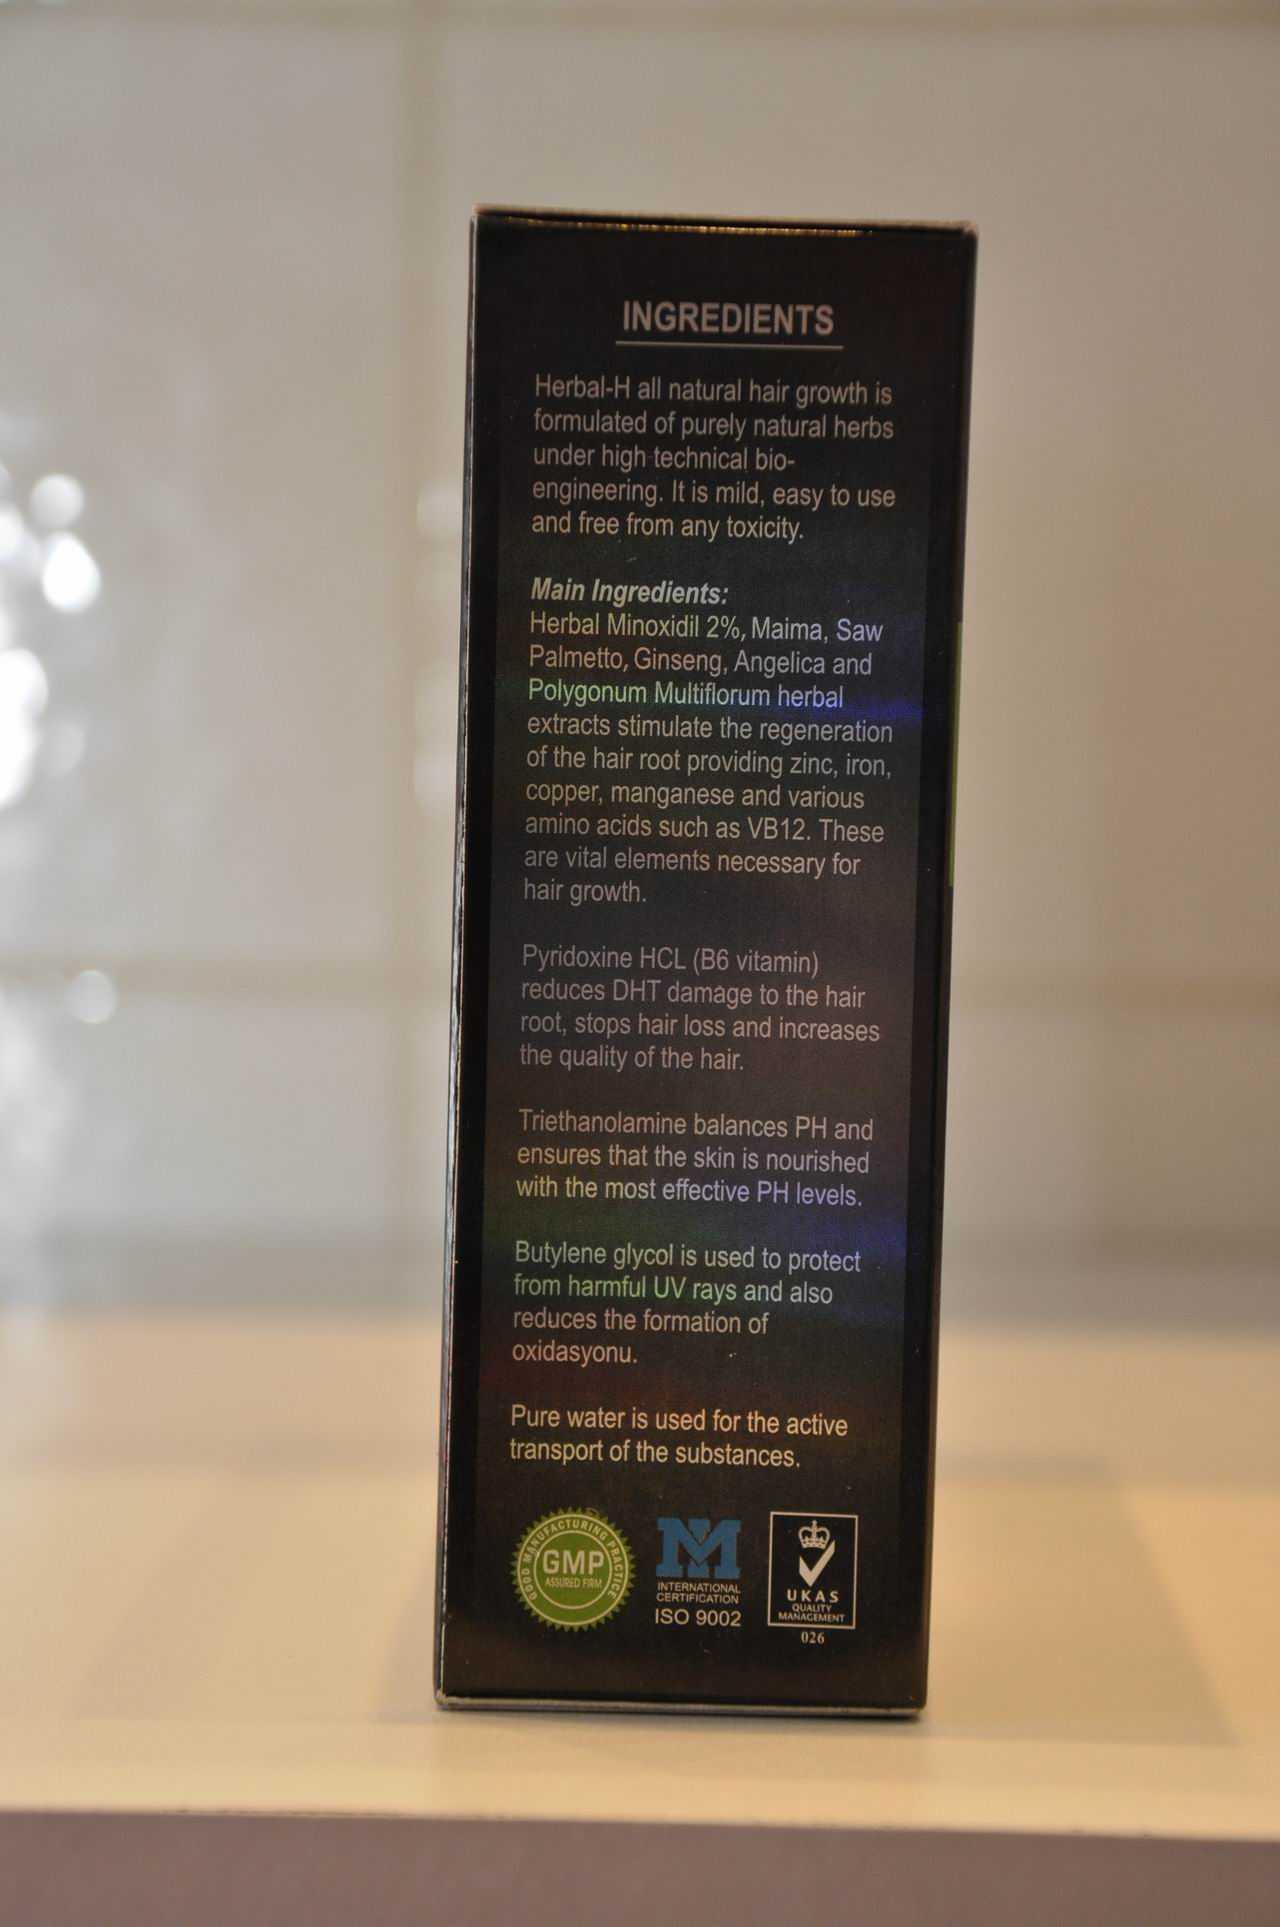 INGREDIENTS
Herbal-H all natural hair growth is
formulated of purely natural herbs
under high technical bio-
engineering. It is mild, easy to use
and free from any toxicity.
Main Ingredients:
Herbal Minoxidil 2%, Maima, Saw
Palmetto, Ginseng, Angelica and
Polygonum Multiflorum herbal
extracts stimulate the regeneration
of the hair root providing zinc, iron,
copper, manganese and various
amino acids such as VB12. These
are vital elements necessary for
hair growth.
Pyridoxine HCL (B6 vitamin)
reduces DHT damage to the hair
root, stops hair loss and increases
the quality of the hair.
Triethanolamine balances PH and
ensures that the skin is nourished
with the most effective PH levels.
Butylene glycol is used to protect
from harmful UV rays and also
reduces the formation of
oxidasyonu.
Pure water is used for the active
transport of the substances.
GOOD MANUFACTURING PRACTICE
GMP
ASSURED FIRM
M
INTERNATIONAL
CERTIFICATION
ISO 9002
UKAS
QUALITY
MANAGEMENT
026